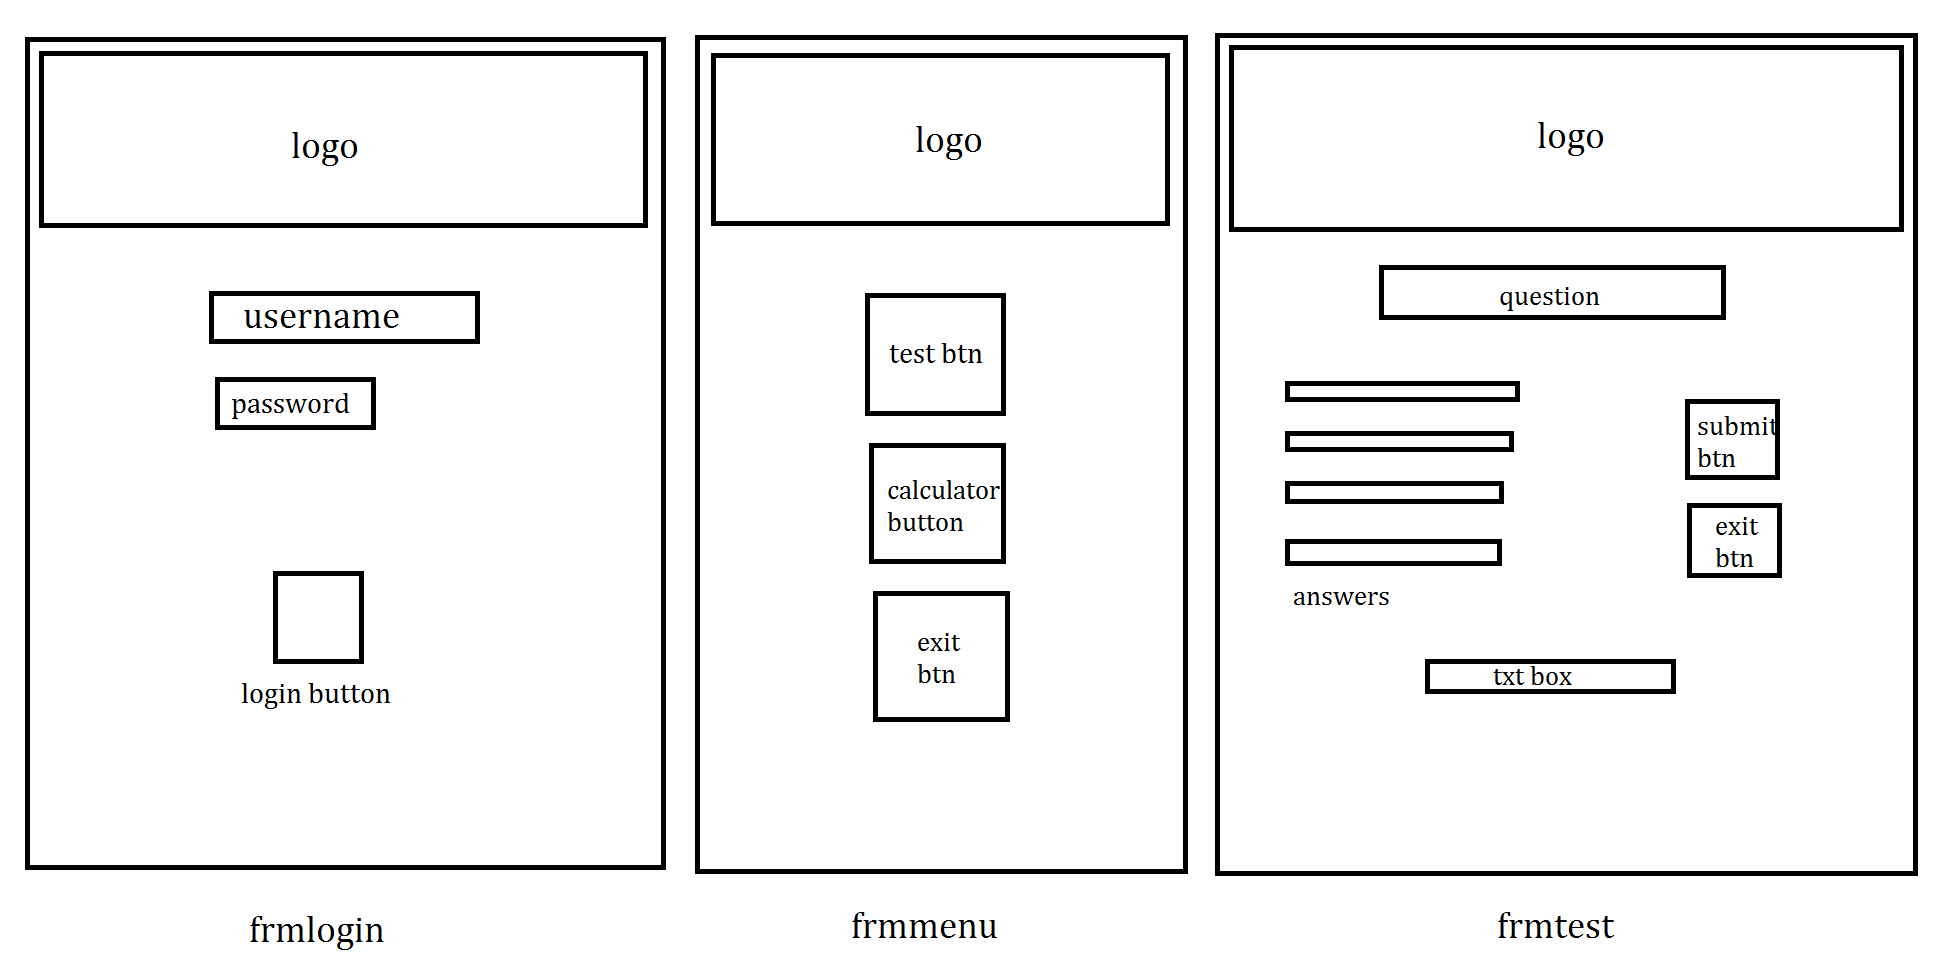 logo
username
password
login button
frmlogin
logo
test btn
calculator
button
exit
btn
frmmenu
logo
question
submit
btn
exit
btn
answers
txt box
frmtest